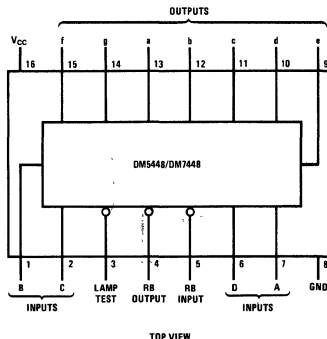 OUTPUTS
VCC f g a b c d e
16 15 14 13 12 11 10 9
DM5448/DM7448
1 2 3 4 5 6 7 8
B C LAMP TEST RB OUTPUT RB INPUT D A GND
INPUTS INPUTS
TOP VIEW